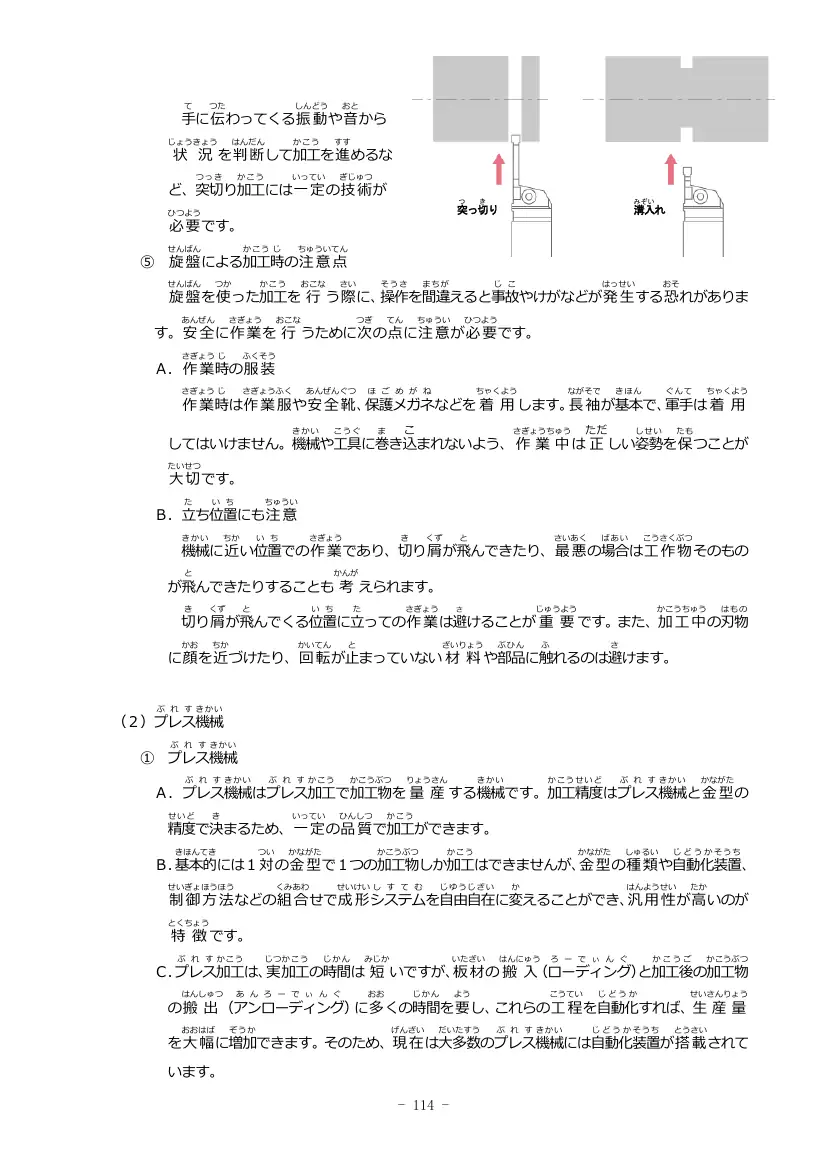 手に伝わってくる振動や音から
状況を判断して加工を進めるな
ど、突切り加工には一定の技術が
必要です。
突っ切り
溝入れ
⑤ 旋盤による加工時の注意点
旋盤を使った加工を行う際に、操作を間違えると事故やけがなどが発生する恐れがありま
す。安全に作業を行うために次の点に注意が必要です。
A．作業時の服装
作業時は作業服や安全靴、保護メガネなどを着用します。長袖が基本で、軍手は着用
してはいけません。機械や工具に巻き込まれないよう、作業中は正しい姿勢を保つことが
大切です。
B．立ち位置にも注意
機械に近い位置での作業であり、切り屑が飛んできたり、最悪の場合は工作物そのもの
が飛んできたりすることも考えられます。
切り屑が飛んでくる位置に立っての作業は避けることが重要です。また、加工中の刃物
に顔を近づけたり、回転が止まっていない材料や部品に触れるのは避けます。
（2）プレス機械
① プレス機械
A．プレス機械はプレス加工で加工物を量産する機械です。加工精度はプレス機械と金型の
精度で決まるため、一定の品質で加工ができます。
B．基本的には１対の金型で１つの加工物しか加工はできませんが、金型の種類や自動化装置、
制御方法などの組合せで成形システムを自由自在に変えることができ、汎用性が高いのが
特徴です。
C．プレス加工は、実加工の時間は短いですが、板材の搬入（ローディング）と加工後の加工物
の搬出（アンローディング）に多くの時間を要し、これらの工程を自動化すれば、生産量
を大幅に増加できます。そのため、現在は大多数のプレス機械には自動化装置が搭載されて
います。
- 114 -